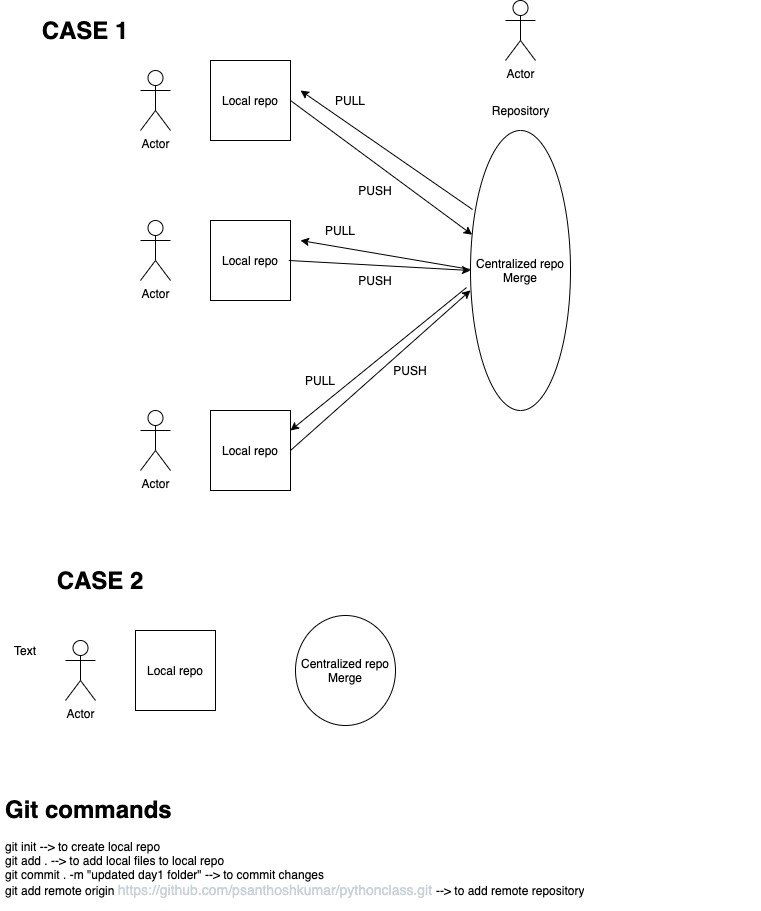 CASE 1
Actor
Repository
Actor
Local repo
PULL
PUSH
Actor
Local repo
PULL
PUSH
Centralized repo
Merge
Actor
Local repo
PULL
PUSH
CASE 2
Text
Actor
Local repo
Centralized repo
Merge
Git commands
git init --> to create local repo
git add . --> to add local files to local repo
git commit . -m "updated day1 folder" --> to commit changes
git add remote origin https://github.com/psanthoshkumar/pythonclass.git --> to add remote repository